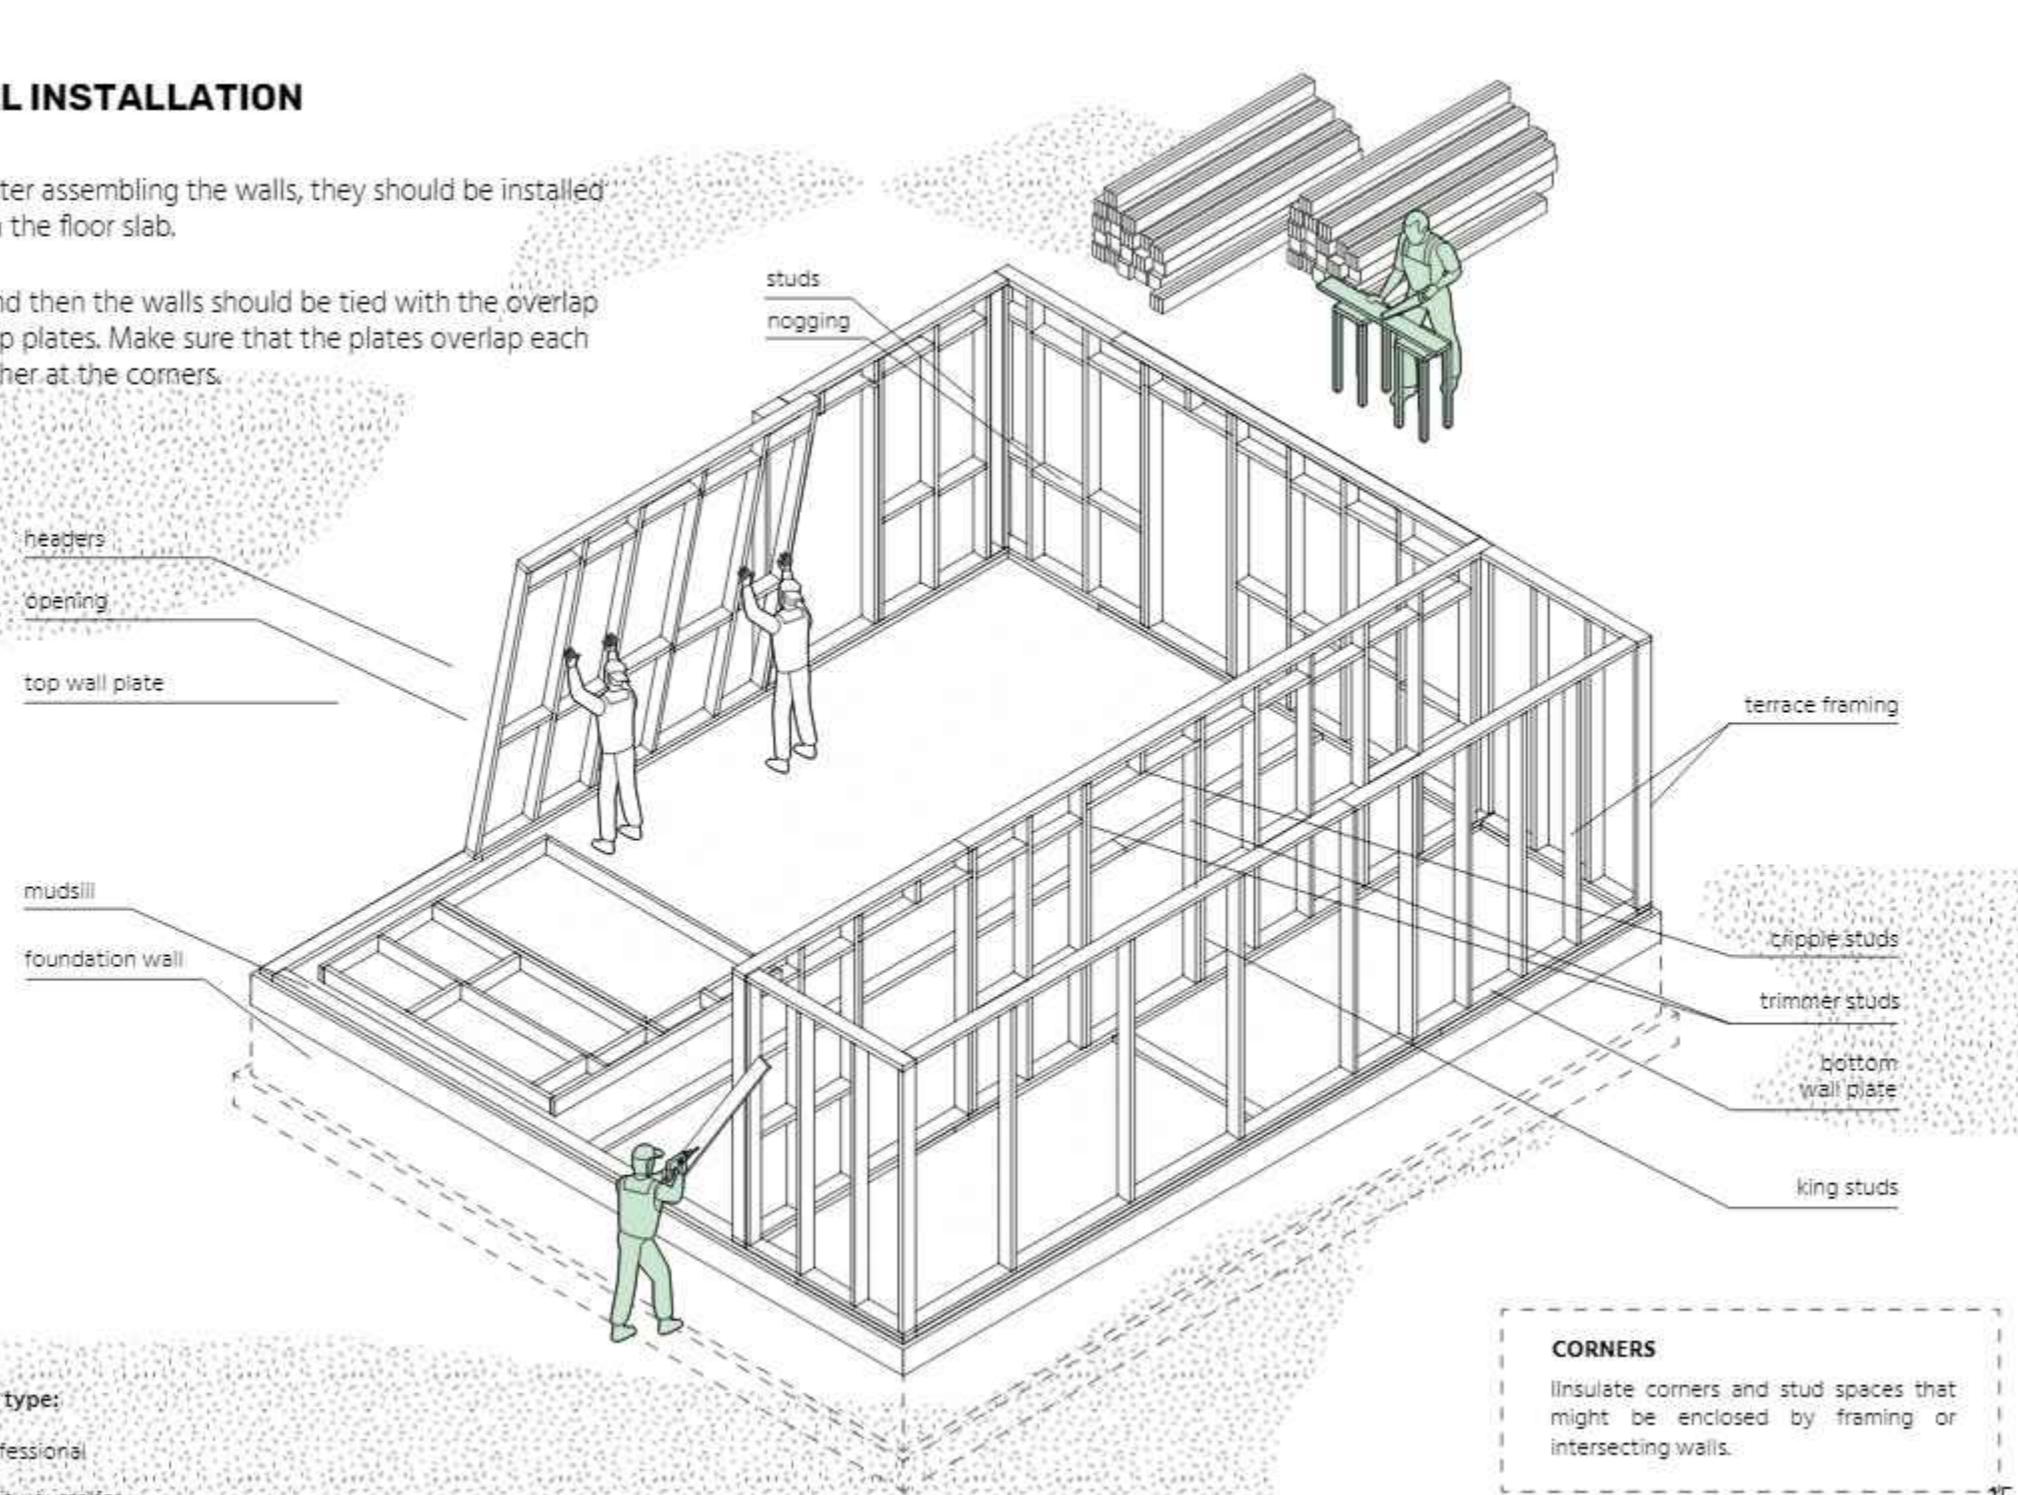 L INSTALLATION
ter assembling the walls, they should be installed
the floor slab.
nd then the walls should be tied with the overlap
p plates. Make sure that the plates overlap each
her at the corners.
studs
nogging
headers
opening
top wall plate
mudsill
foundation wall
terrace framing
cripple studs
trimmer studs
bottom
wall plate
king studs
type:
fessional
CORNERS
IInsulate corners and stud spaces that
might be enclosed by framing or
intersecting walls.